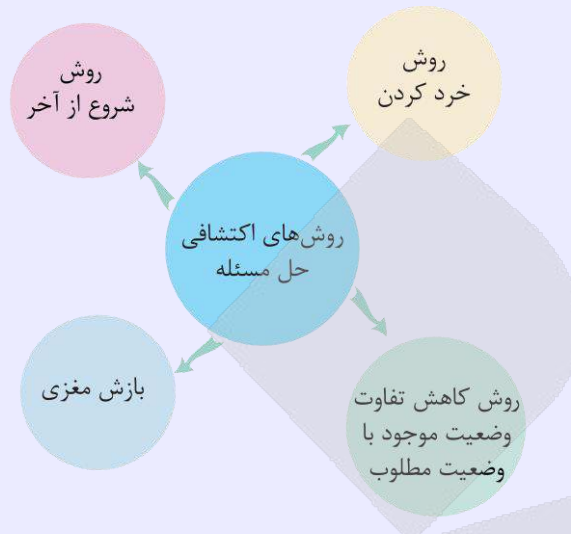 روش
خرد کردن
روش
شروع از آخر
روش‌های اکتشافی
حل مسئله
بازش مغزی
روش کاهش تفاوت
وضعیت موجود با
وضعیت مطلوب